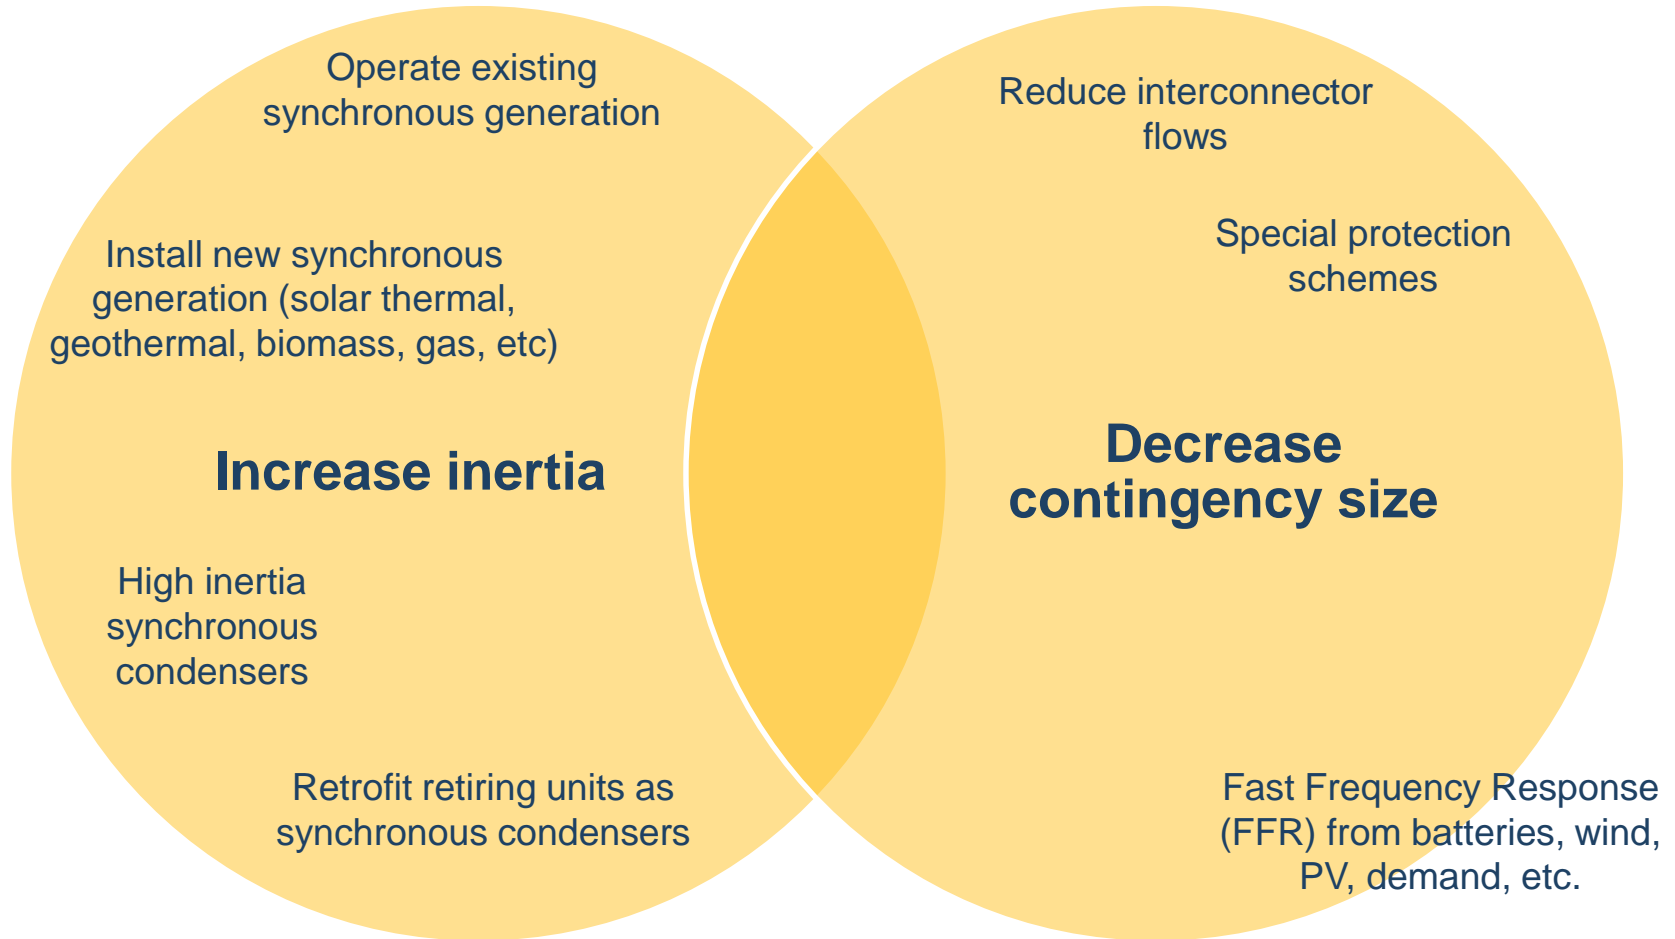 Operate existing
synchronous generation
Install new synchronous
generation (solar thermal,
geothermal, biomass, gas, etc)
Increase inertia
High inertia
synchronous
condensers
Retrofit retiring units as
synchronous condensers
Reduce interconnector
flows
Special protection
schemes
Decrease
contingency size
Fast Frequency Response
(FFR) from batteries, wind,
PV, demand, etc.